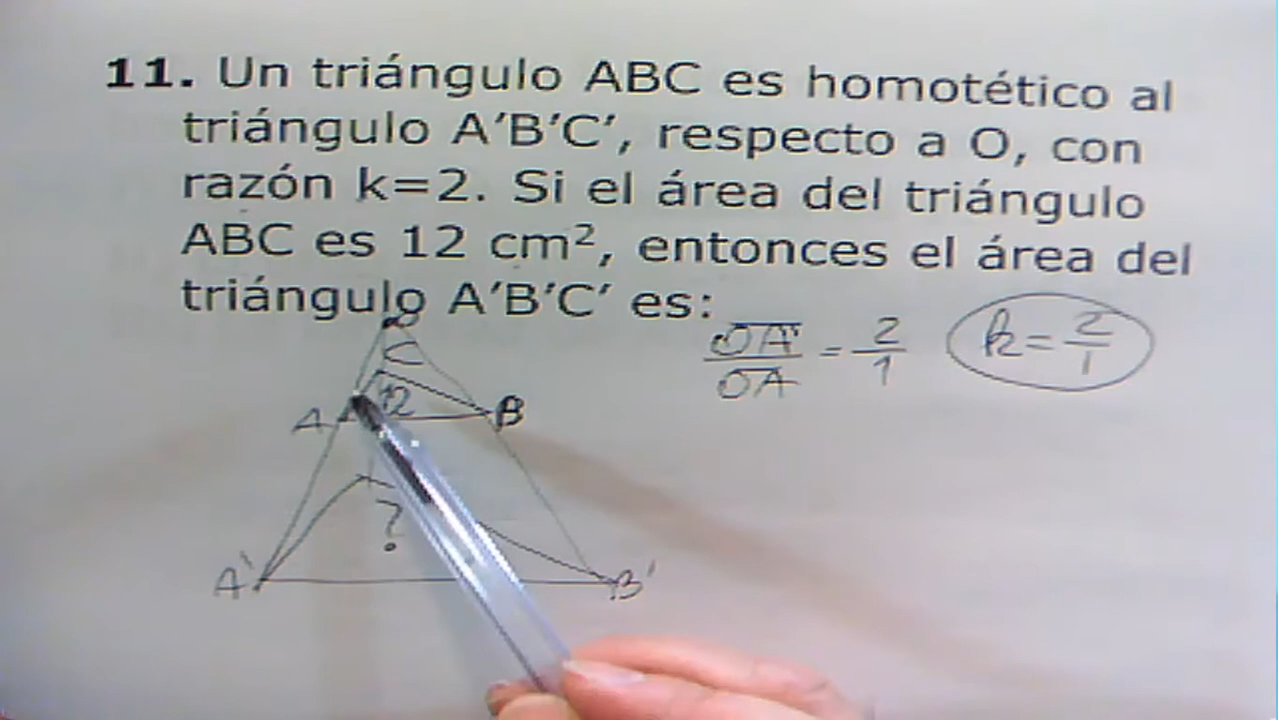 11. Un triángulo ABC es homotético al
triángulo A'B'C', respecto a O, con
razón k=2. Si el área del triángulo
ABC es 12 cm², entonces el área del
triángulo A'B'C' es:
OA' / OA = 2/1
k = 2/1
C
12
A
B
?
A'
B'